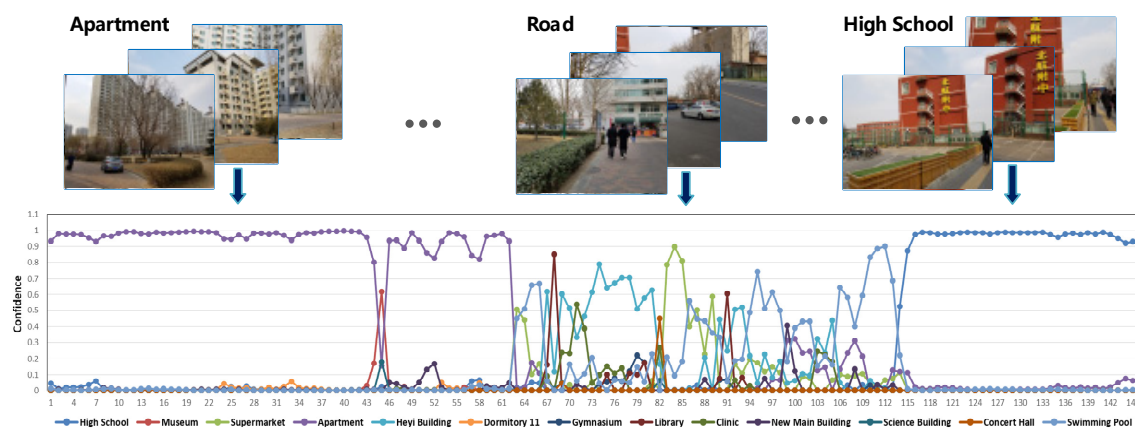 Apartment
Road
High School
Confidence
1.1
1
0.9
0.8
0.7
0.6
0.5
0.4
0.3
0.2
0.1
0
1 4 7 10 13 16 19 22 25 28 31 34 37 40 43 46 49 52 55 58 61 64 67 70 73 76 79 82 85 88 91 94 97 100 103 106 109 112 115 118 121 124 127 130 133 136 139 142
High School Museum Supermarket Apartment Heyi Building Dormitory 11 Gymnasium Library Clinic New Main Building Science Building Concert Hall Swimming Pool